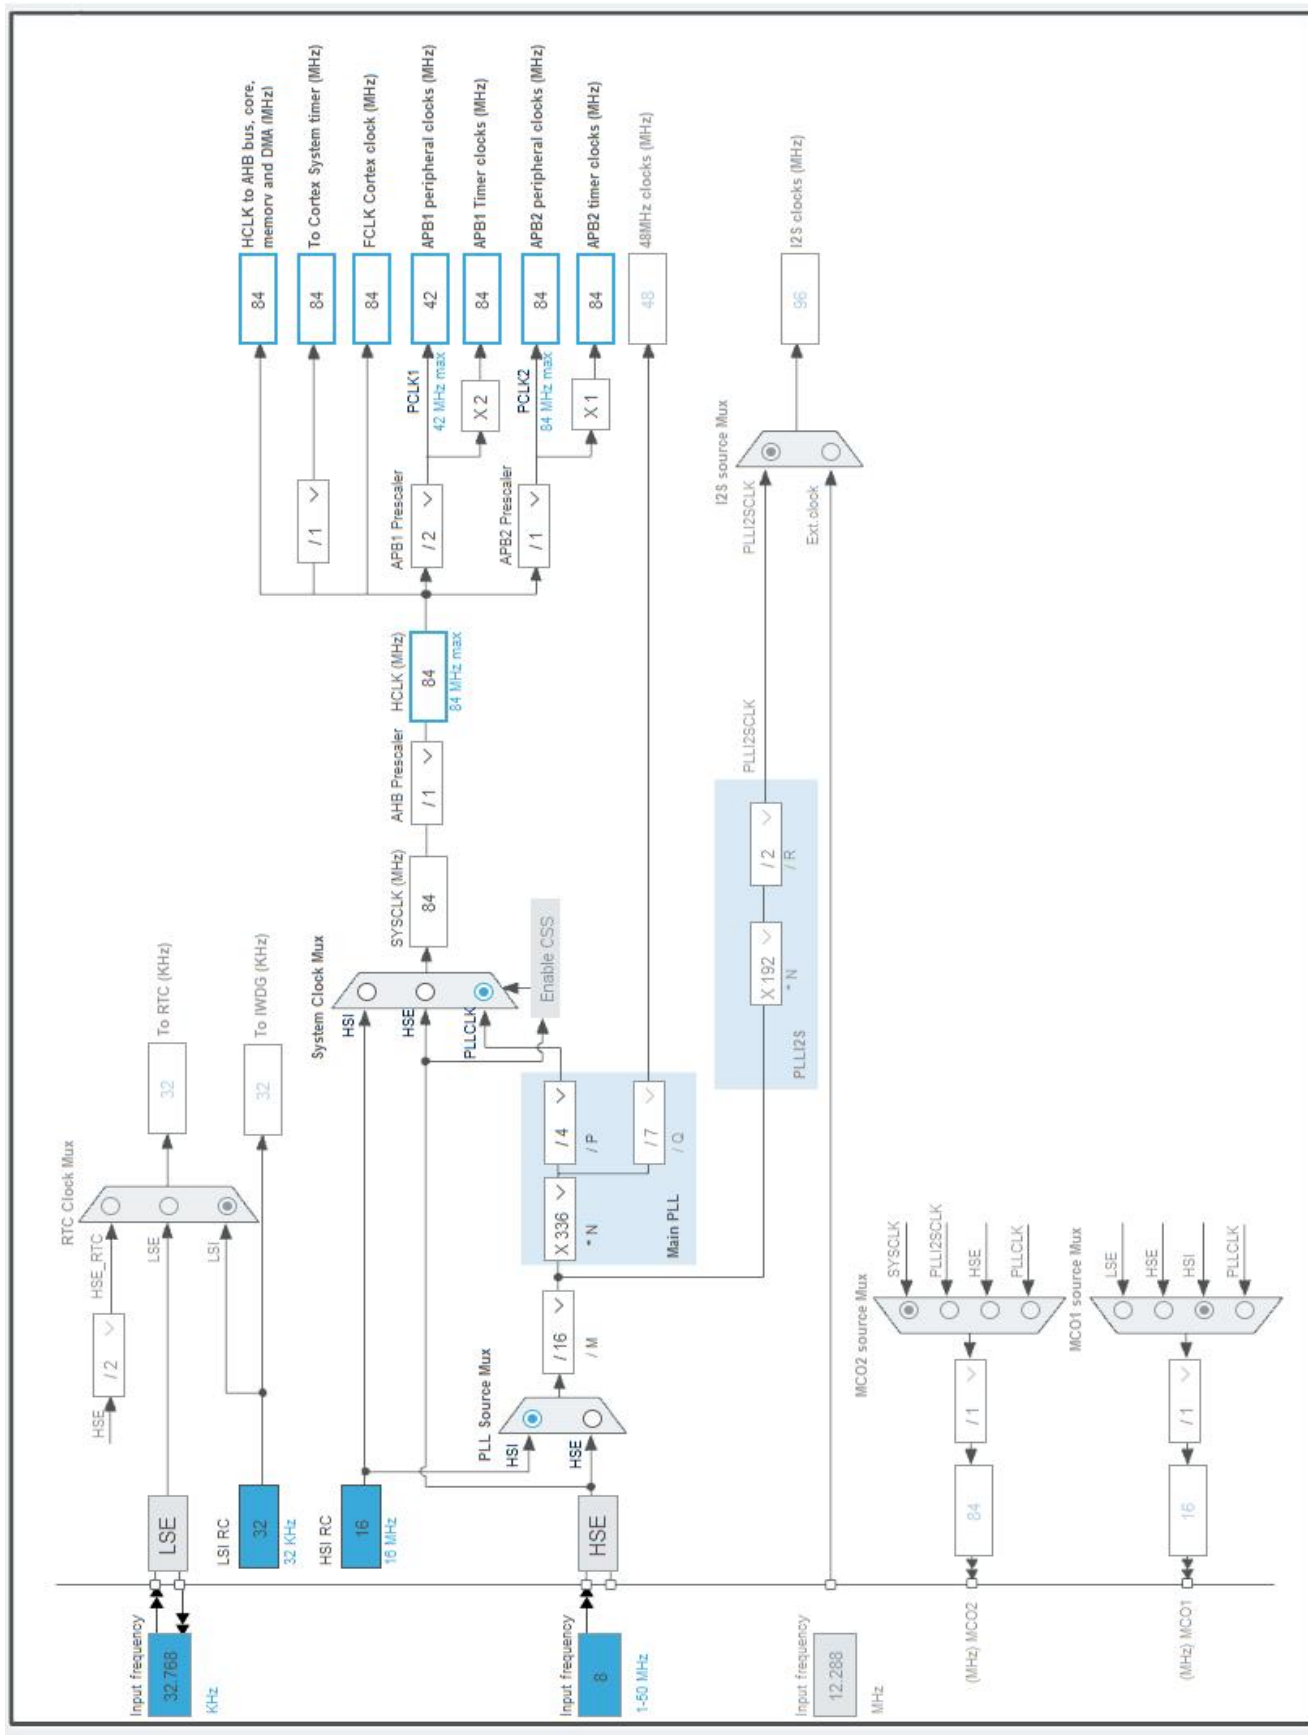 Input frequency
32.768
KHz
LSE
LSI RC
32
32 KHz
HSI RC
16
16 MHz
Input frequency
8
1-50 MHz
HSE
Input frequency
12.288
MHz
HSE
/ 2
HSE_RTC
LSE
LSI
RTC Clock Mux
32
To RTC (KHz)
32
To IWDG (KHz)
PLL Source Mux
HSI
HSE
/ 16
/ M
X 336
* N
/ 4
/ P
/ 7
/ Q
Main PLL
System Clock Mux
HSI
HSE
PLLCLK
Enable CSS
SYSCLK (MHz)
84
AHB Prescaler
/ 1
HCLK (MHz)
84
84 MHz max
/ 1
APB1 Prescaler
/ 2
APB2 Prescaler
/ 1
PCLK1
42 MHz max
X 2
PCLK2
84 MHz max
X 1
84
HCLK to AHB bus, core,
memory and DMA (MHz)
84
To Cortex System timer (MHz)
84
FCLK Cortex clock (MHz)
42
APB1 peripheral clocks (MHz)
84
APB1 Timer clocks (MHz)
84
APB2 peripheral clocks (MHz)
84
APB2 timer clocks (MHz)
48
48MHz clocks (MHz)
X 192
* N
/ 2
/ R
PLLI2S
PLLI2SCLK
PLLI2SCLK
Ext.clock
I2S source Mux
96
I2S clocks (MHz)
MCO2 source Mux
SYSCLK
PLLI2SCLK
HSE
PLLCLK
/ 1
84
(MHz) MCO2
MCO1 source Mux
LSE
HSE
HSI
PLLCLK
/ 1
16
(MHz) MCO1